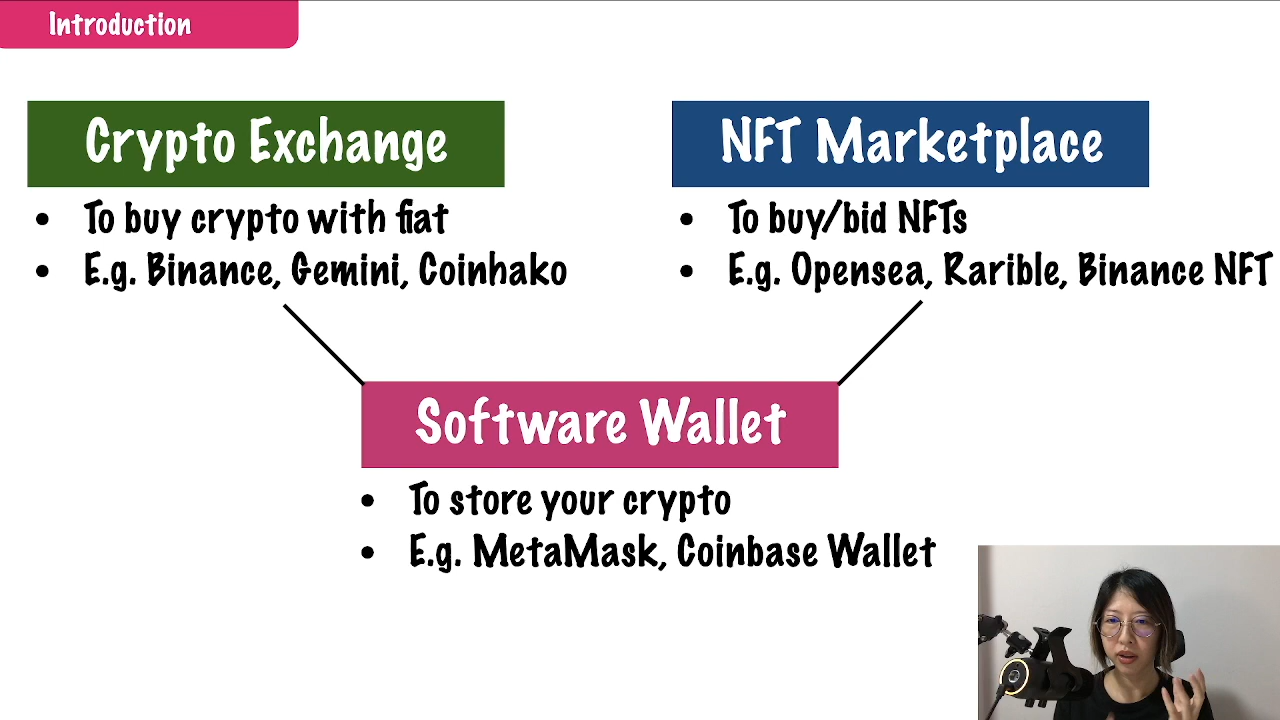 Introduction
Crypto Exchange
• To buy crypto with fiat
• E.g. Binance, Gemini, Coinhako
NFT Marketplace
• To buy/bid NFTs
• E.g. Opensea, Rarible, Binance NFT
Software Wallet
• To store your crypto
• E.g. MetaMask, Coinbase Wallet